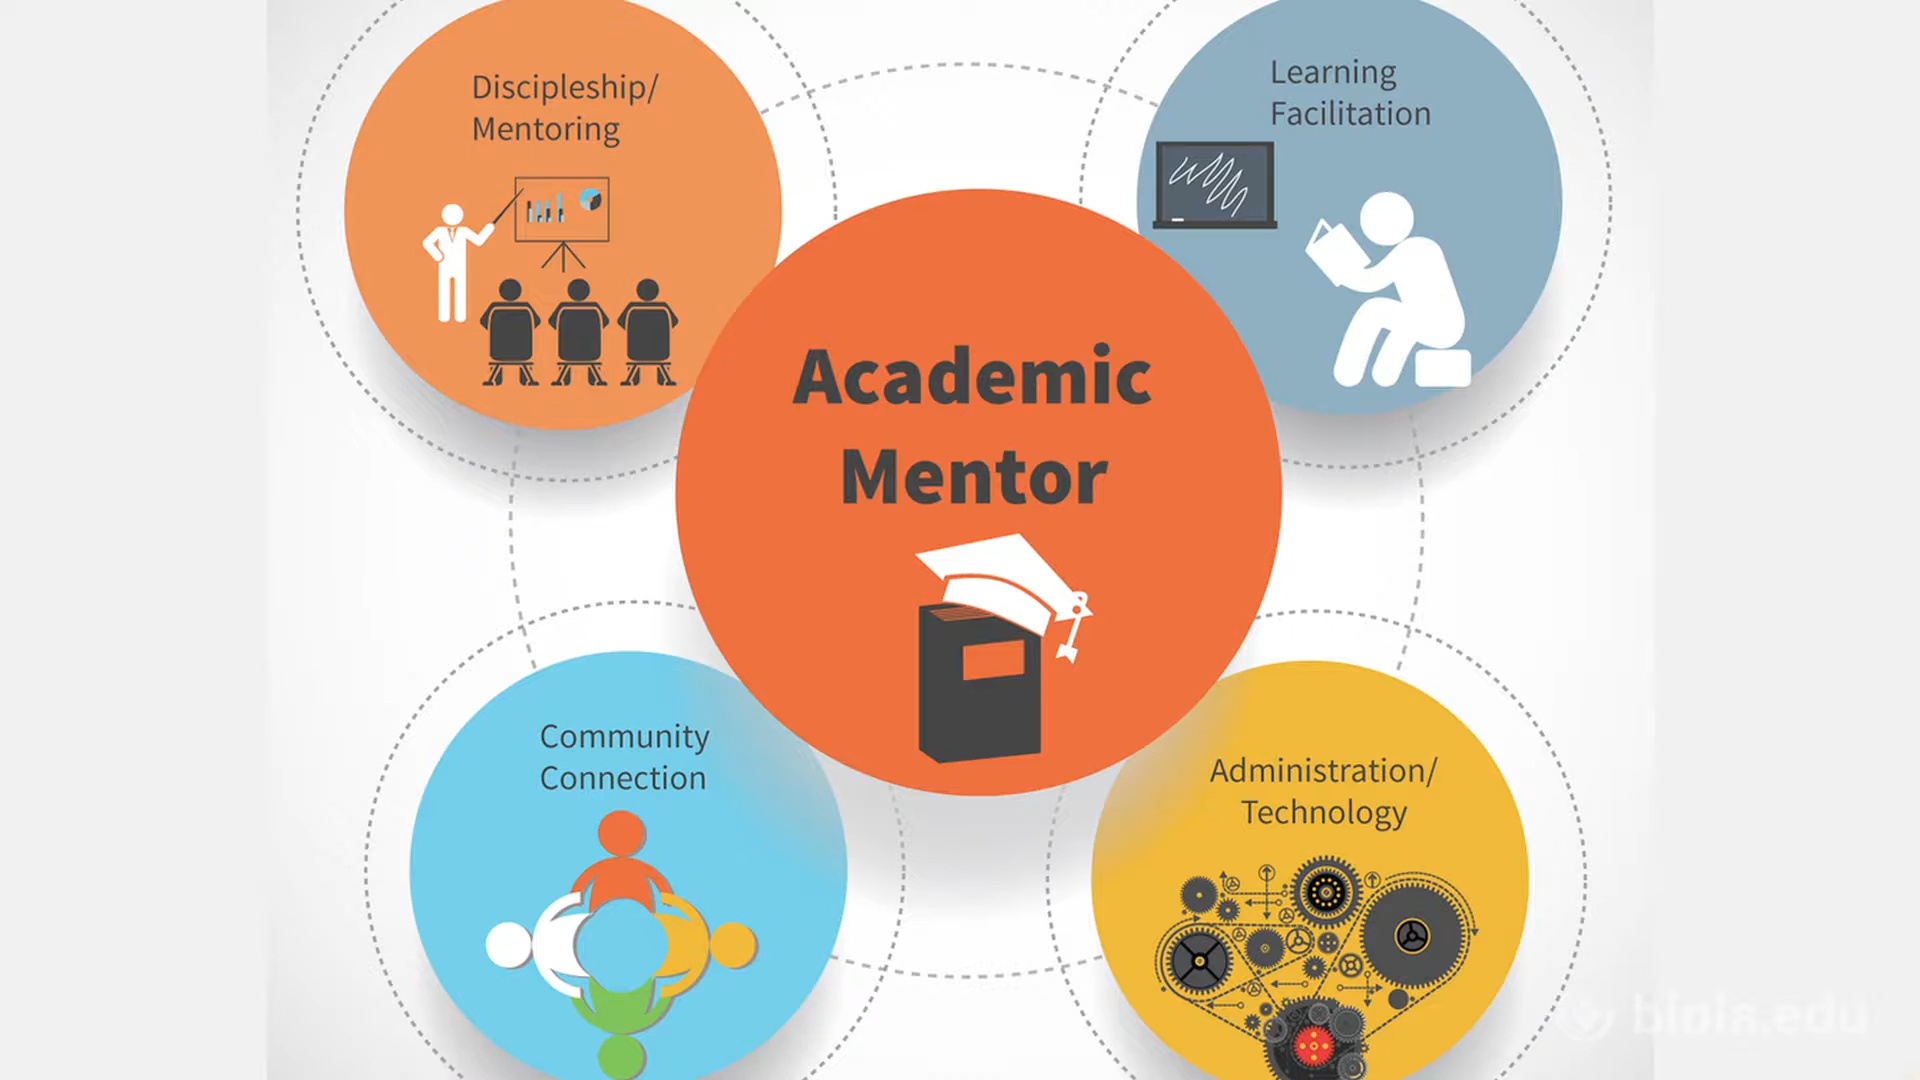 Discipleship/
Mentoring
Learning
Facilitation
Academic
Mentor
Community
Connection
Administration/
Technology